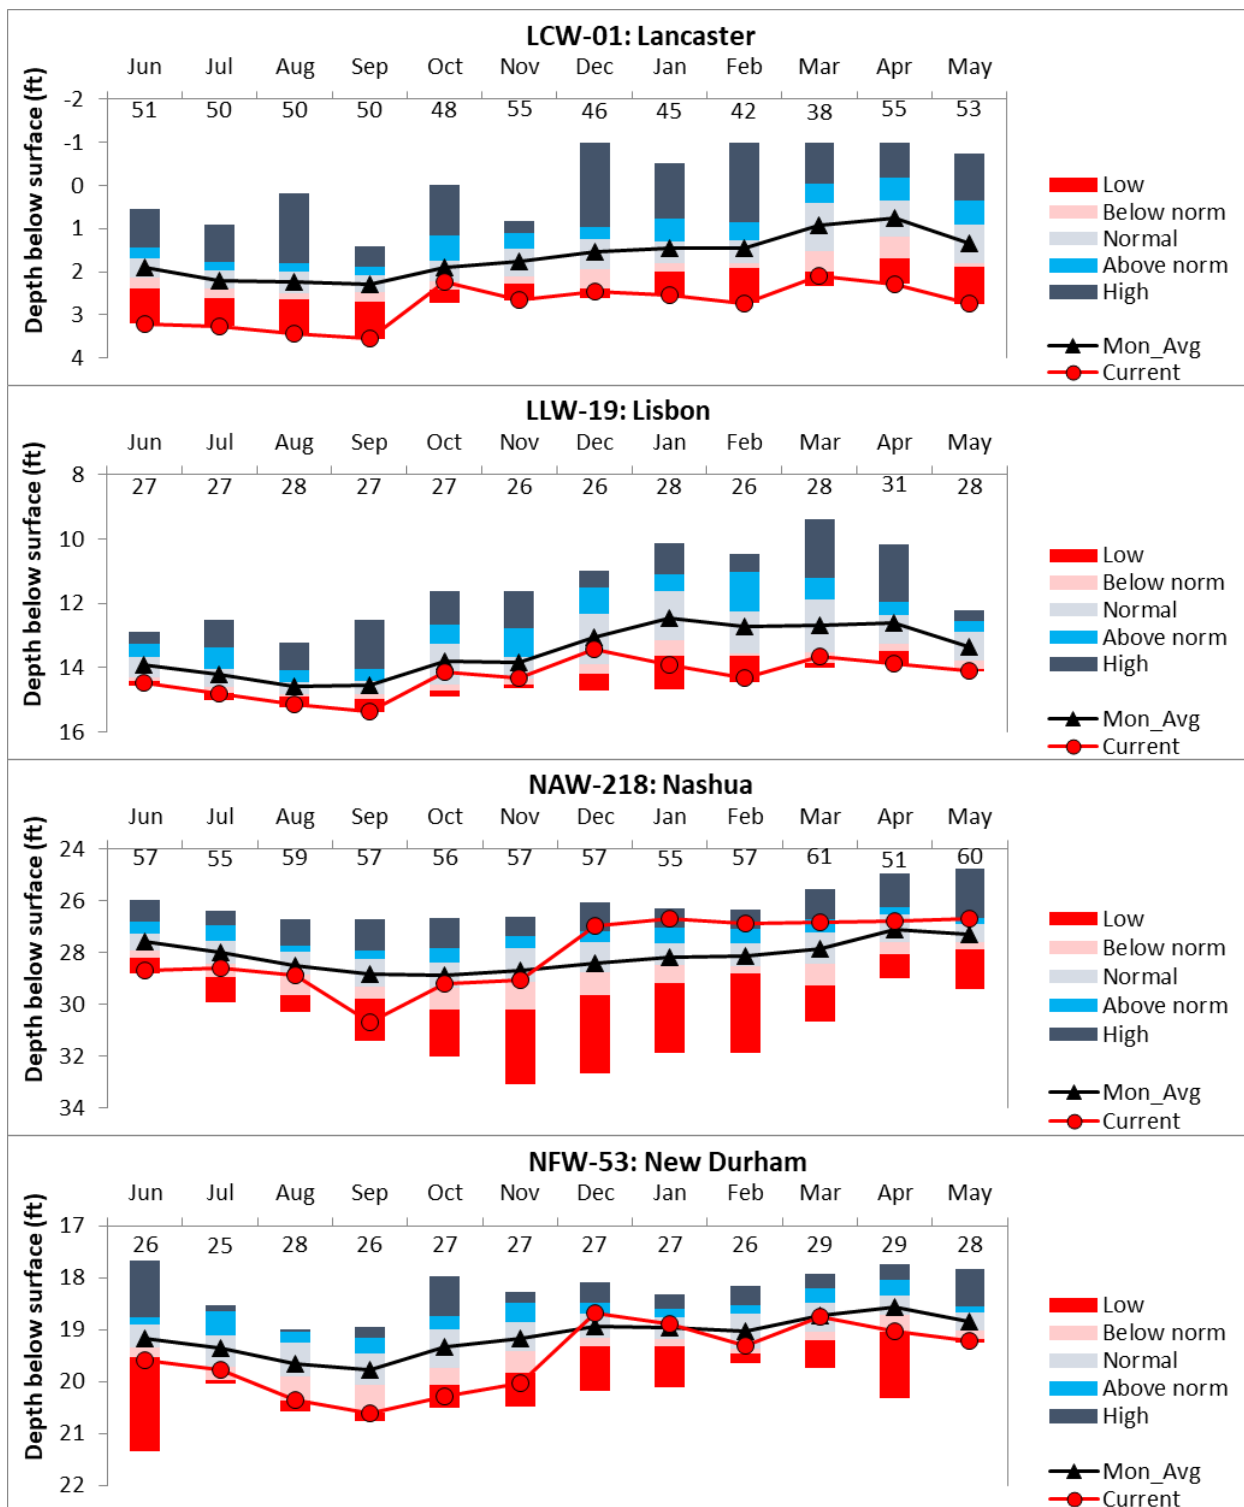 LCW-01: Lancaster
Jun Jul Aug Sep Oct Nov Dec Jan Feb Mar Apr May
Depth below surface (ft)
-2
51 50 50 50 48 55 46 45 42 38 55 53
-1
0
1
2
3
4
Low
Below norm
Normal
Above norm
High
Mon_Avg
Current
LLW-19: Lisbon
Jun Jul Aug Sep Oct Nov Dec Jan Feb Mar Apr May
Depth below surface (ft)
8
27 27 28 27 27 26 26 28 26 28 31 28
10
12
14
16
Low
Below norm
Normal
Above norm
High
Mon_Avg
Current
NAW-218: Nashua
Jun Jul Aug Sep Oct Nov Dec Jan Feb Mar Apr May
Depth below surface (ft)
24
57 55 59 57 56 57 57 55 57 61 51 60
26
28
30
32
34
Low
Below norm
Normal
Above norm
High
Mon_Avg
Current
NFW-53: New Durham
Jun Jul Aug Sep Oct Nov Dec Jan Feb Mar Apr May
Depth below surface (ft)
17
26 25 28 26 27 27 27 27 26 29 29 28
18
19
20
21
22
Low
Below norm
Normal
Above norm
High
Mon_Avg
Current